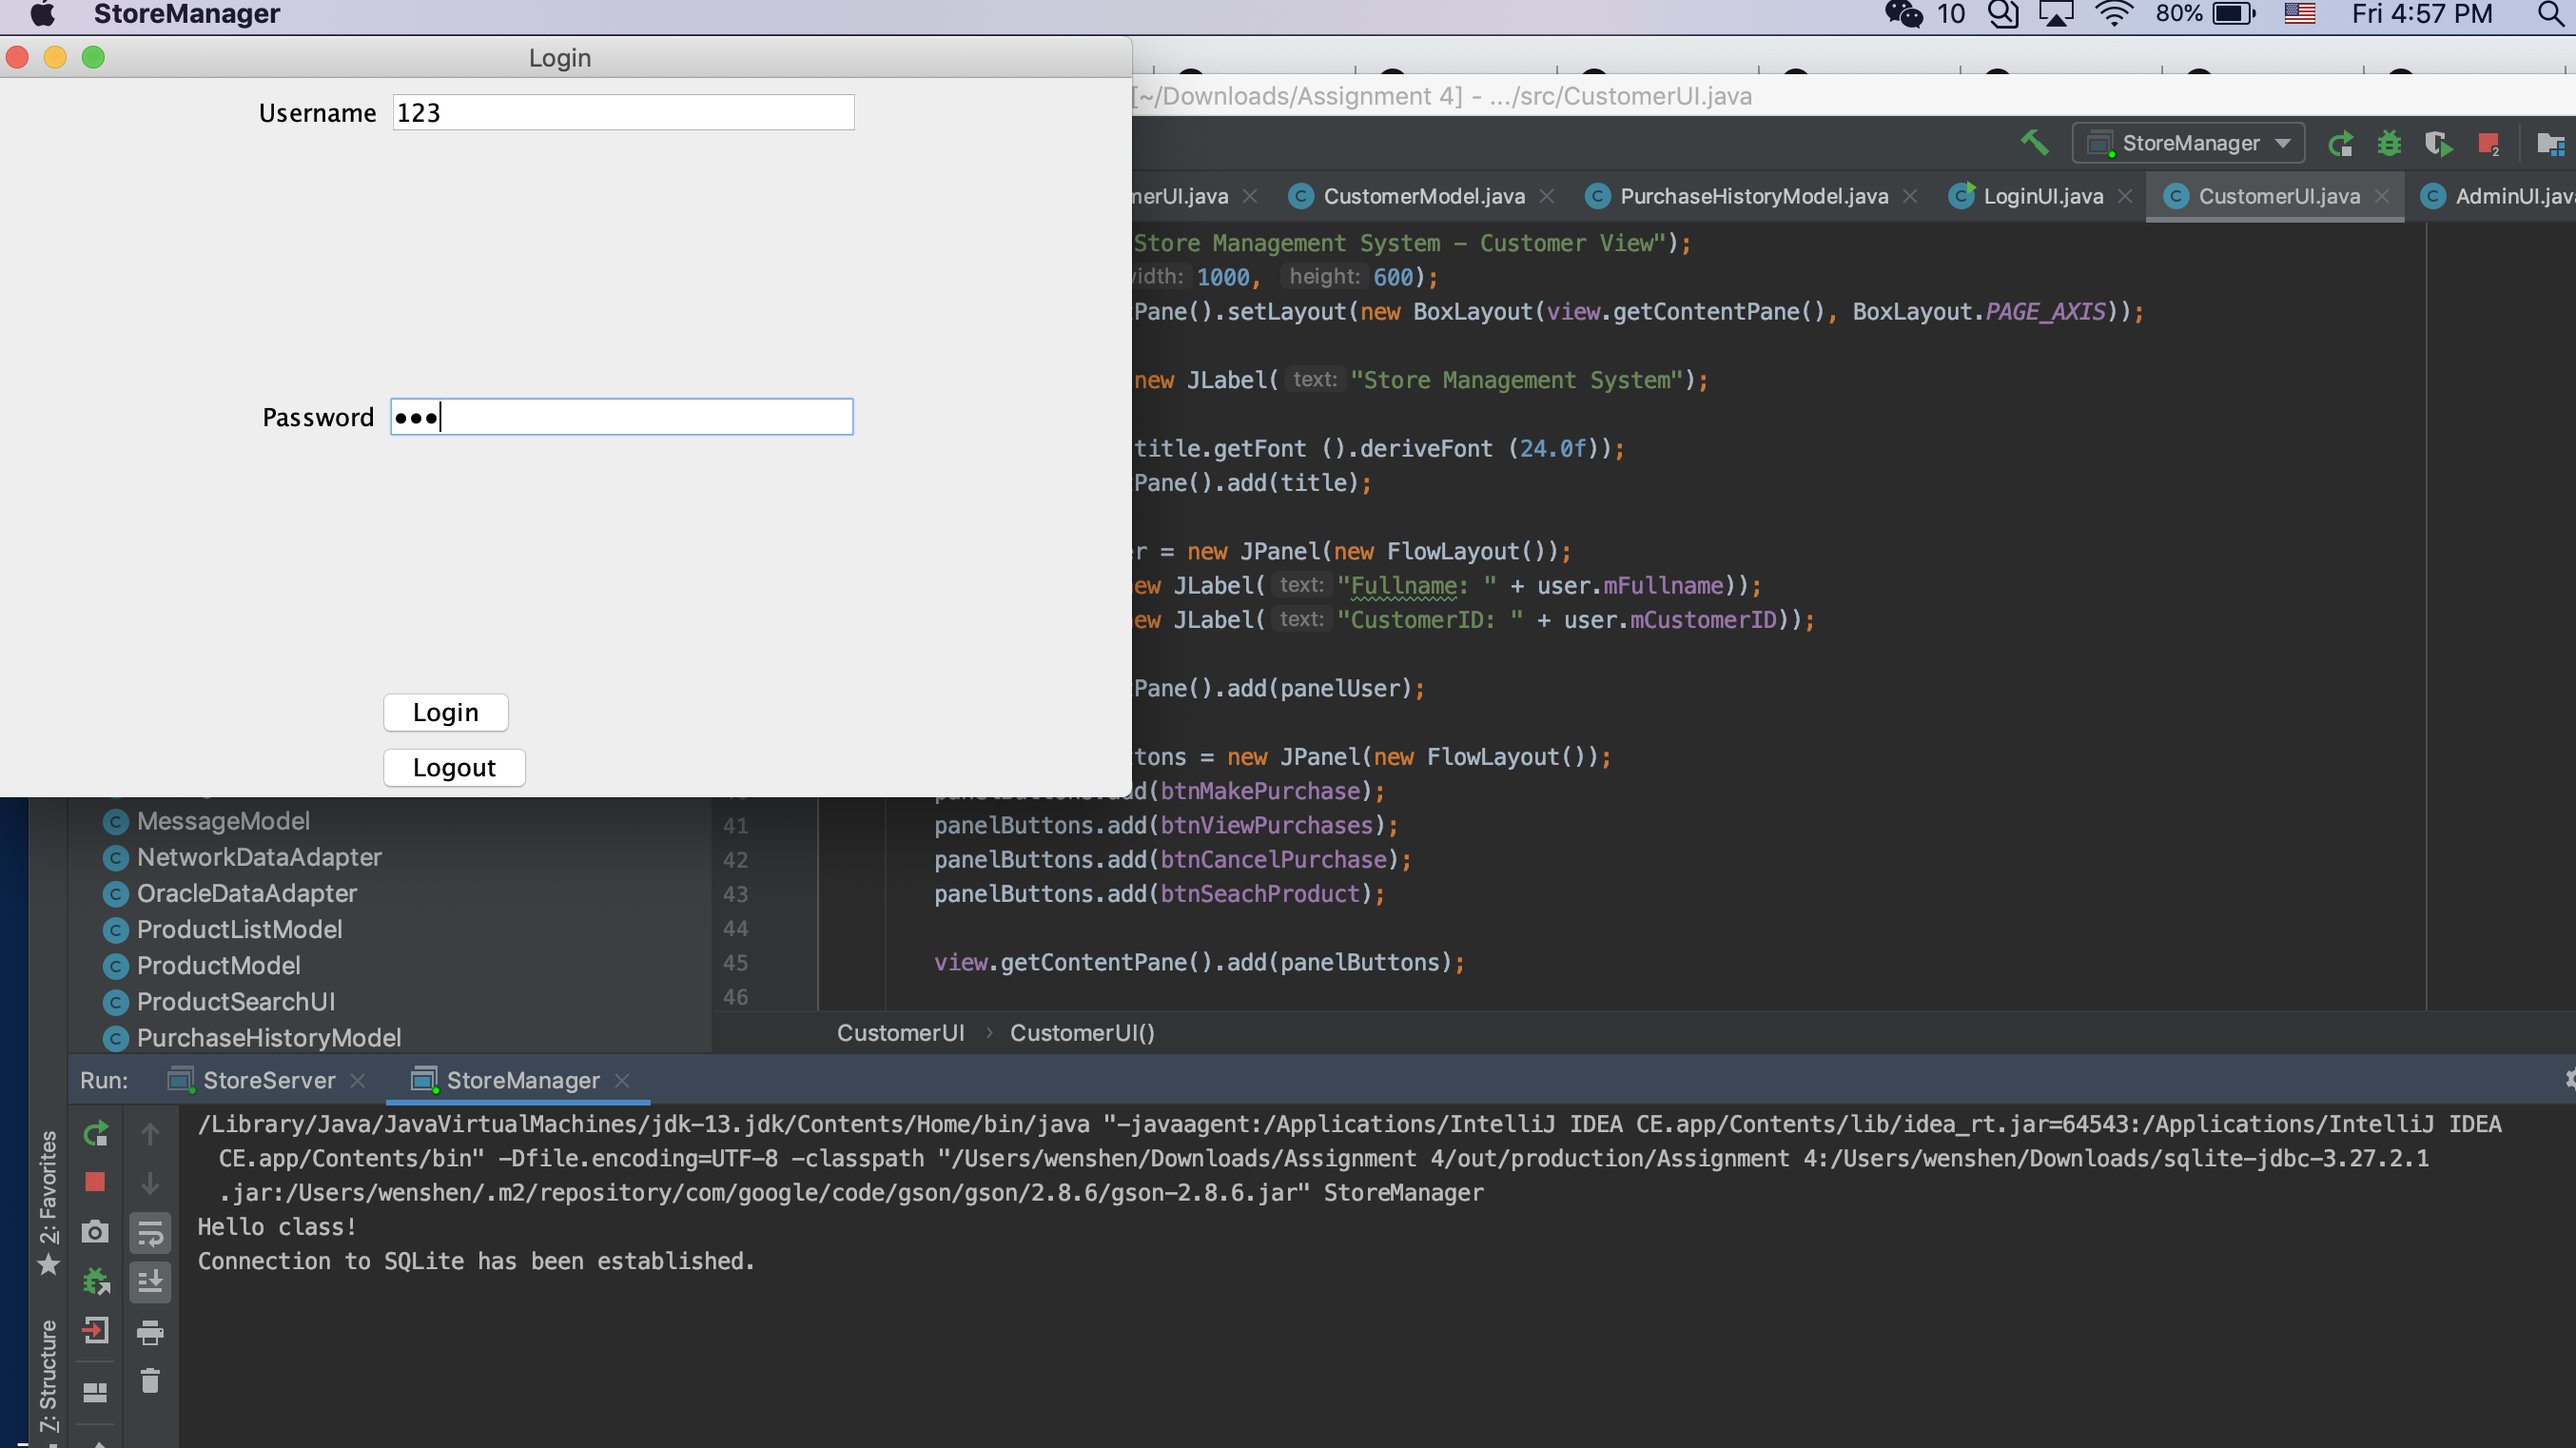 StoreManager
10
80%
Fri 4:57 PM
Login
Username 123
Password
Login
Logout
[~/Downloads/Assignment 4] - .../src/CustomerUI.java
StoreManager
2
merUI.java
CustomerModel.java
PurchaseHistoryModel.java
LoginUI.java
CustomerUI.java
AdminUI.jav
Store Management System - Customer View");
width: 1000, height: 600);
Pane().setLayout(new BoxLayout(view.getContentPane(), BoxLayout.PAGE_AXIS));
new JLabel( text: "Store Management System");
title.getFont ().deriveFont (24.0f));
Pane().add(title);
er = new JPanel(new FlowLayout());
new JLabel( text: "Fullname: " + user.mFullname));
new JLabel( text: "CustomerID: " + user.mCustomerID));
Pane().add(panelUser);
tons = new JPanel(new FlowLayout());
panelButtons.add(btnMakePurchase);
41 panelButtons.add(btnViewPurchases);
42 panelButtons.add(btnCancelPurchase);
43 panelButtons.add(btnSeachProduct);
44
45 view.getContentPane().add(panelButtons);
46
CustomerUI › CustomerUI()
MessageModel
NetworkDataAdapter
OracleDataAdapter
ProductListModel
ProductModel
ProductSearchUI
PurchaseHistoryModel
Run: StoreServer StoreManager
2: Favorites
7: Structure
/Library/Java/JavaVirtualMachines/jdk-13.jdk/Contents/Home/bin/java "-javaagent:/Applications/IntelliJ IDEA CE.app/Contents/lib/idea_rt.jar=64543:/Applications/IntelliJ IDEA
CE.app/Contents/bin" -Dfile.encoding=UTF-8 -classpath "/Users/wenshen/Downloads/Assignment 4/out/production/Assignment 4:/Users/wenshen/Downloads/sqlite-jdbc-3.27.2.1
.jar:/Users/wenshen/.m2/repository/com/google/code/gson/gson/2.8.6/gson-2.8.6.jar" StoreManager
Hello class!
Connection to SQLite has been established.